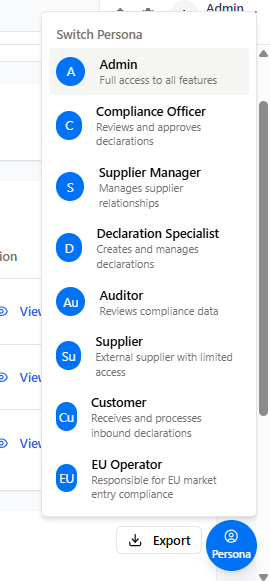 Admin
Switch Persona
A
Admin
Full access to all features
C
Compliance Officer
Reviews and approves
declarations
S
Supplier Manager
Manages supplier
relationships
D
Declaration Specialist
Creates and manages
declarations
Au
Auditor
Reviews compliance data
Su
Supplier
External supplier with limited
access
Cu
Customer
Receives and processes
inbound declarations
EU
EU Operator
Responsible for EU market
entry compliance
ion
View
View
View
Export
Persona